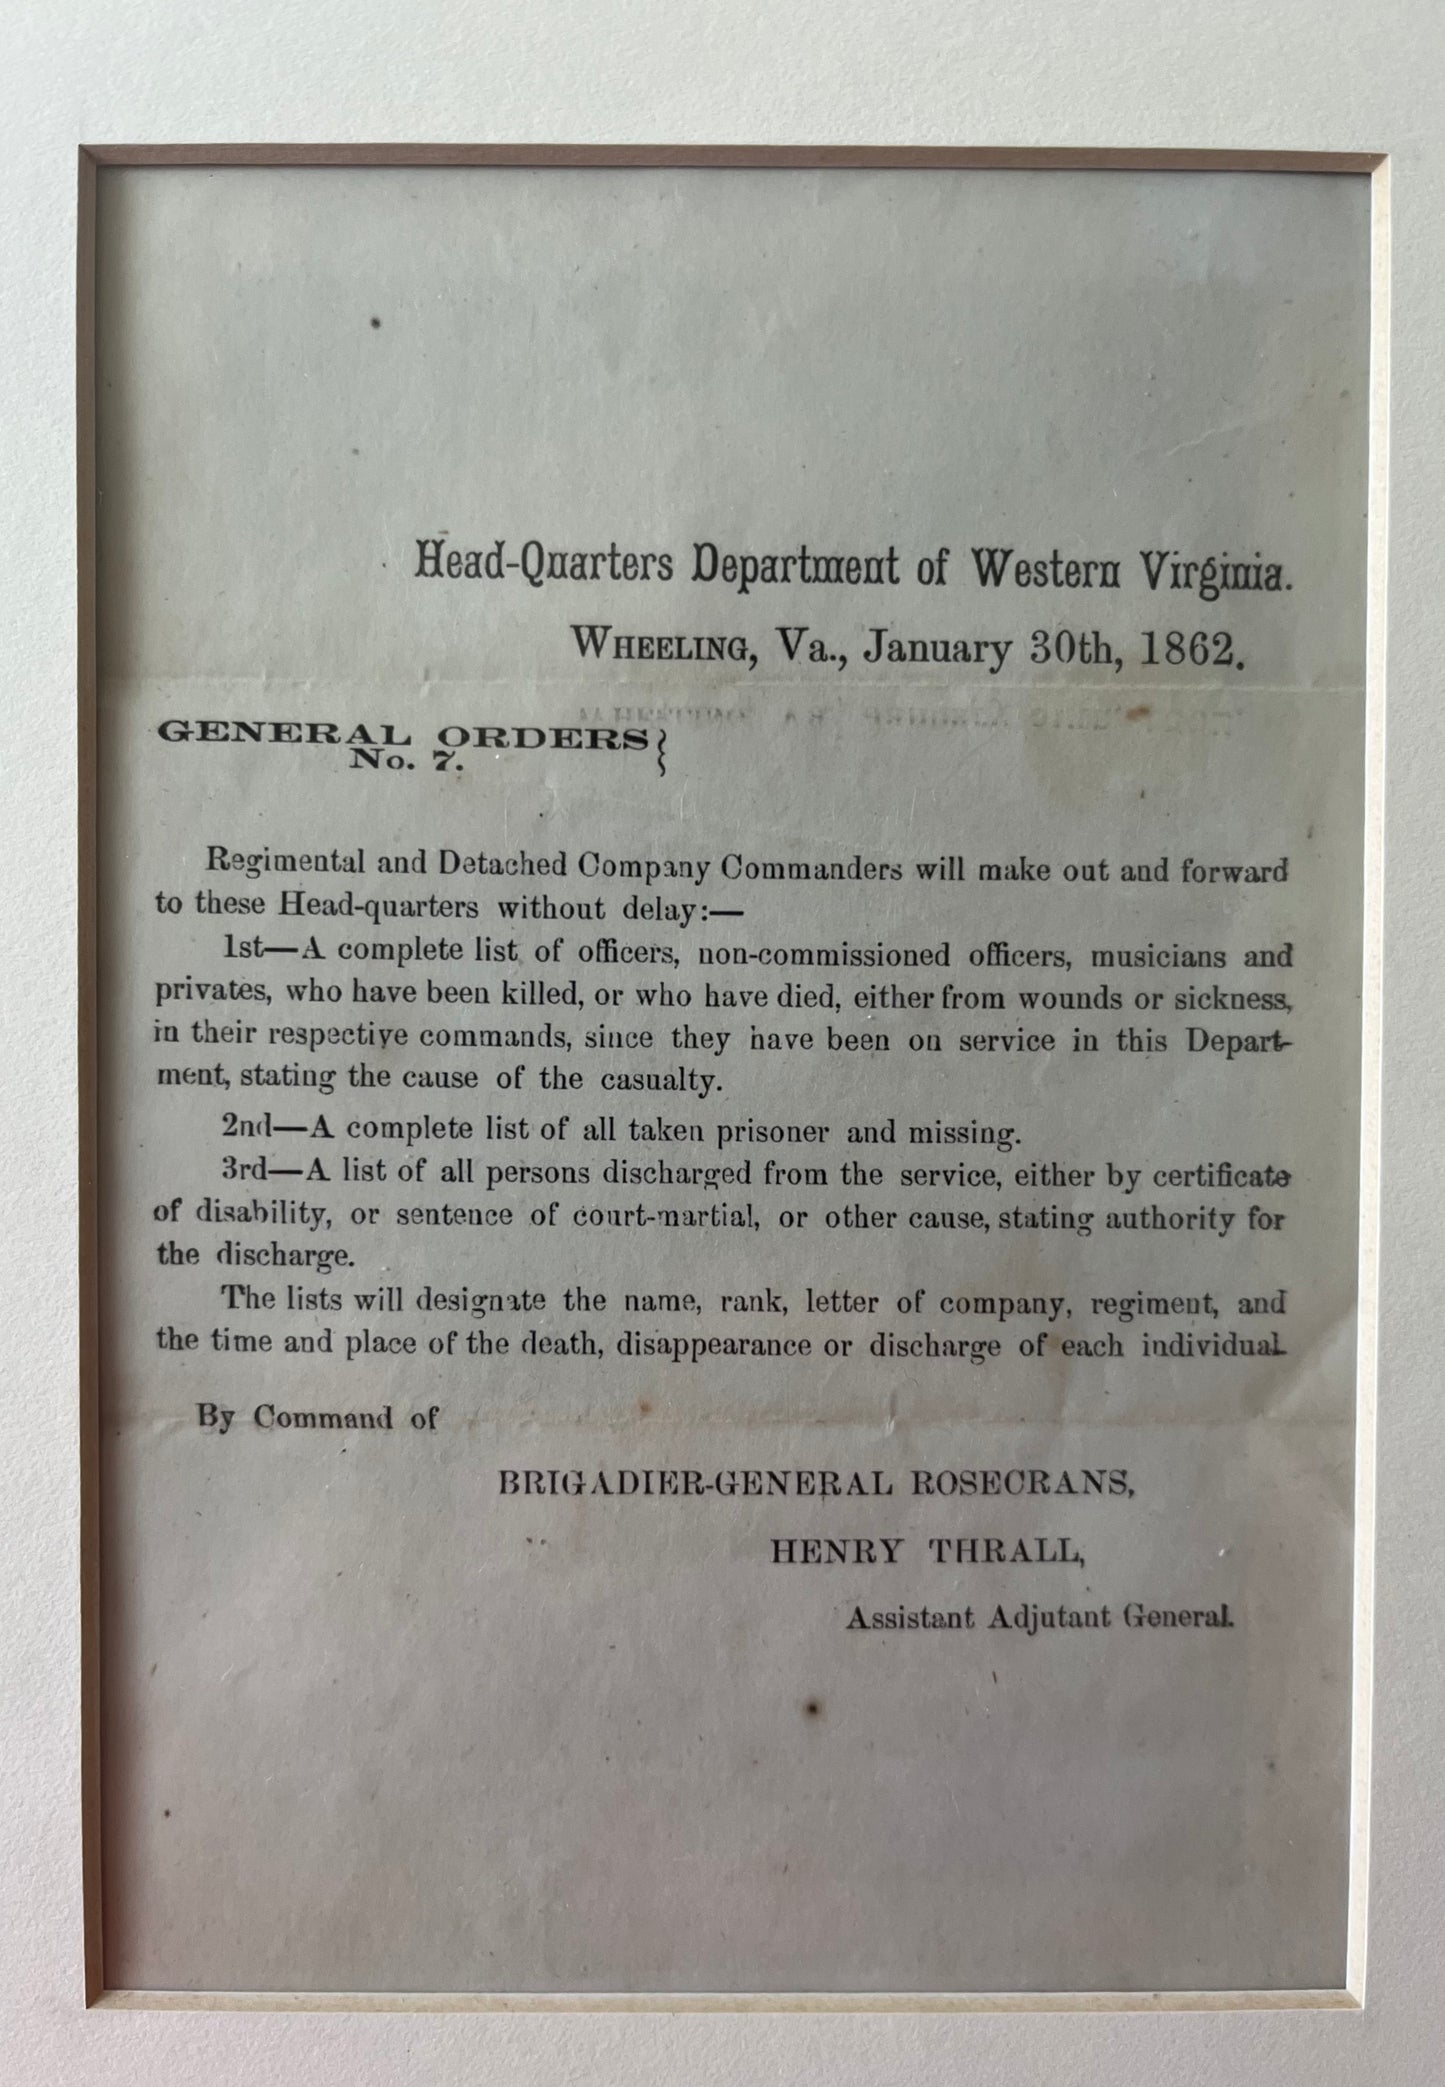 Head-Quarters Department of Western Virginia.
WHEELING, Va., January 30th, 1862.
GENERAL ORDERS}
No. 7.
Regimental and Detached Company Commanders will make out and forward
to these Head-quarters without delay:—
1st—A complete list of officers, non-commissioned officers, musicians and
privates, who have been killed, or who have died, either from wounds or sickness,
in their respective commands, since they have been on service in this Depart-
ment, stating the cause of the casualty.
2nd—A complete list of all taken prisoner and missing.
3rd—A list of all persons discharged from the service, either by certificate
of disability, or sentence of court-martial, or other cause, stating authority for
the discharge.
The lists will designate the name, rank, letter of company, regiment, and
the time and place of the death, disappearance or discharge of each individual.
By Command of
BRIGADIER-GENERAL ROSECRANS,
HENRY THRALL,
Assistant Adjutant General.